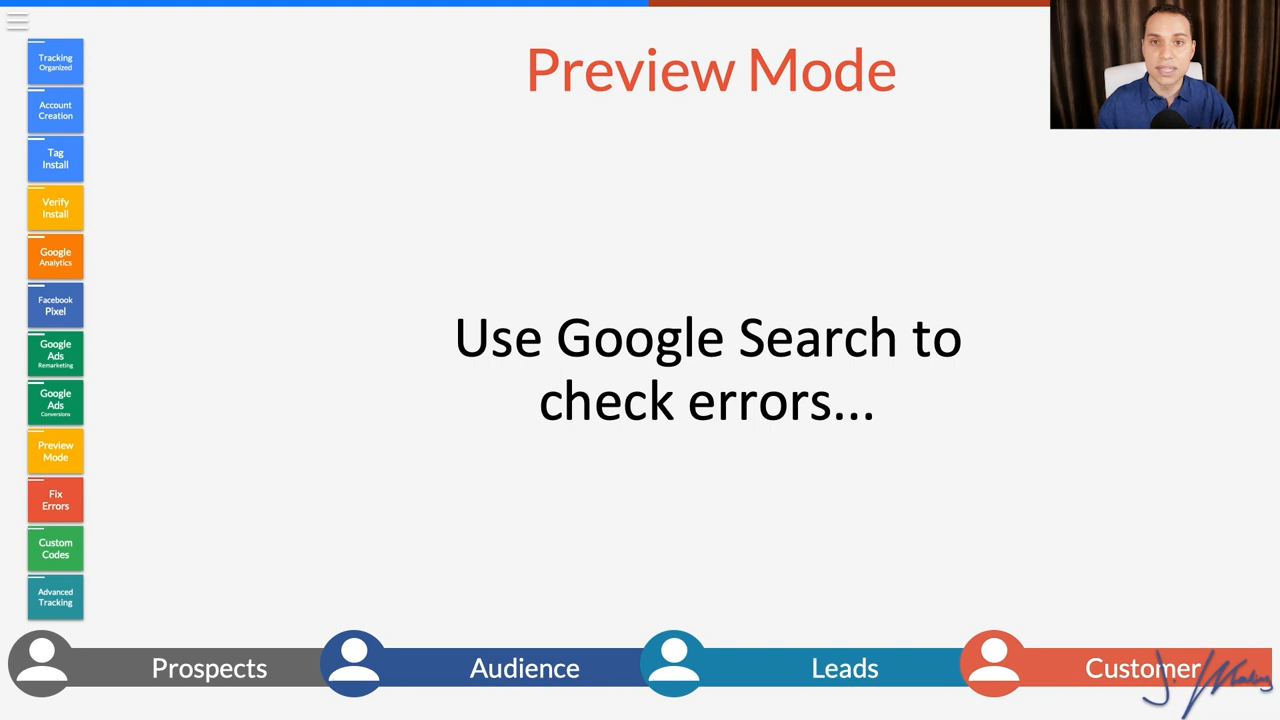 Preview Mode
Tracking
Organized
Account
Creation
Tag
Install
Verify
Install
Google
Analytics
Facebook
Pixel
Google
Ads
Remarketing
Google
Ads
Conversions
Preview
Mode
Fix
Errors
Custom
Codes
Advanced
Tracking
Use Google Search to
check errors...
Prospects
Audience
Leads
Customer